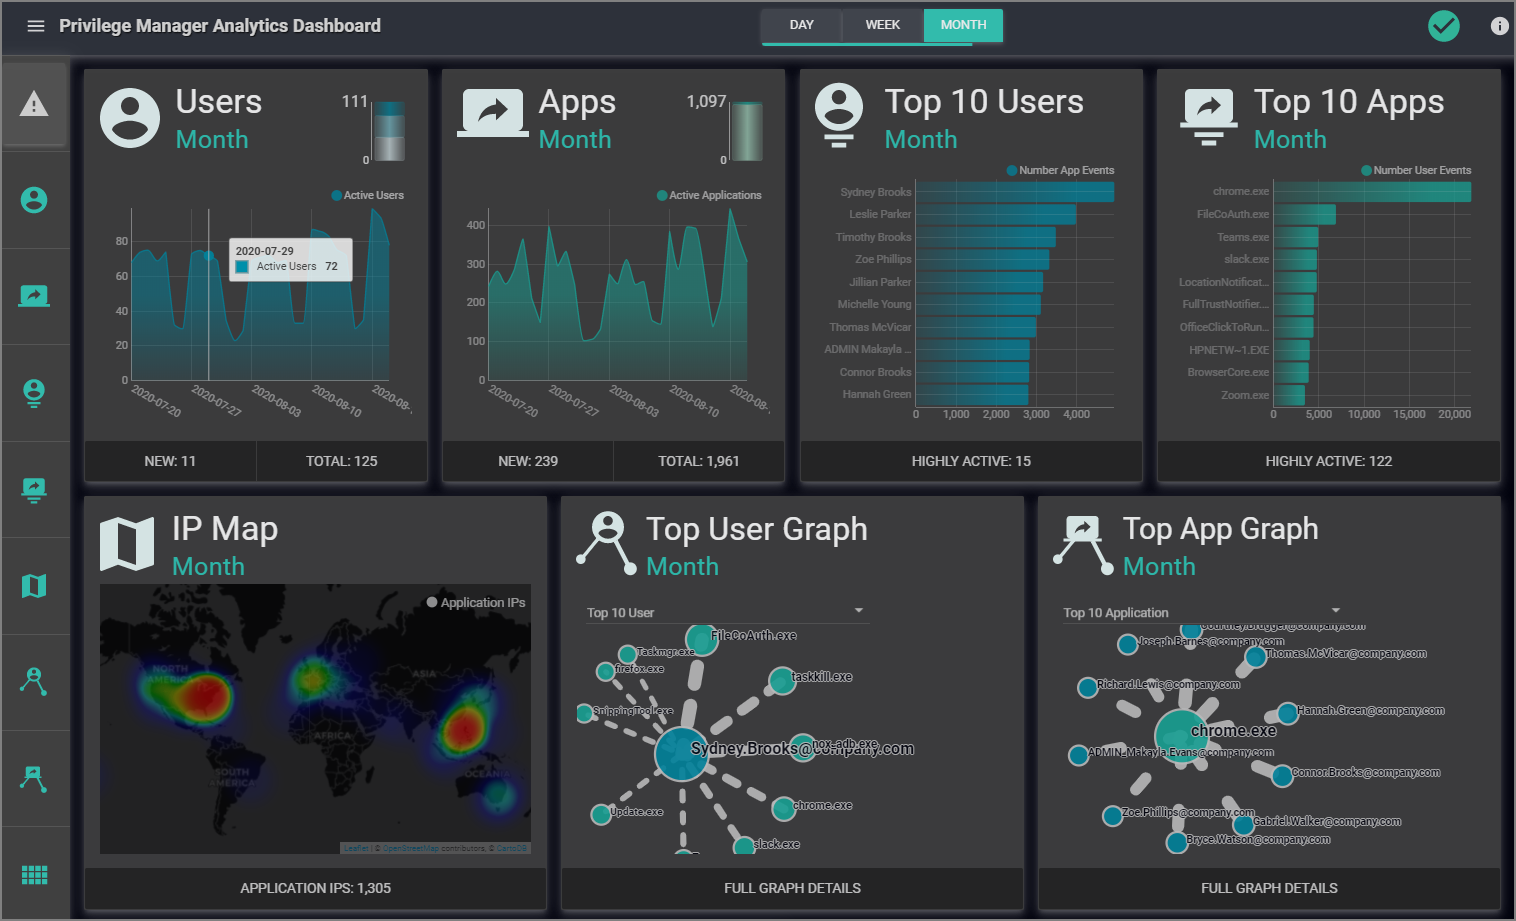 Privilege Manager Analytics Dashboard
DAY
WEEK
MONTH
Users
Month
111
0
Active Users
80
60
40
20
0
2020-07-29
Active Users 72
2020-07-20
2020-07-27
2020-08-03
2020-08-10
2020-08-..
NEW: 11
TOTAL: 125
Apps
Month
1,097
0
Active Applications
400
300
200
100
0
2020-07-20
2020-07-27
2020-08-03
2020-08-10
2020-08-..
NEW: 239
TOTAL: 1,961
Top 10 Users
Month
Number App Events
Sydney Brooks
Leslie Parker
Timothy Brooks
Zoe Phillips
Jillian Parker
Michelle Young
Thomas McVicar
ADMIN Makayla ...
Connor Brooks
Hannah Green
0
1,000
2,000
3,000
4,000
HIGHLY ACTIVE: 15
Top 10 Apps
Month
Number User Events
chrome.exe
FileCoAuth.exe
Teams.exe
slack.exe
LocationNotificat...
FullTrustNotifier....
OfficeClickToRun...
HPNETW~1.EXE
BrowserCore.exe
Zoom.exe
0
5,000
10,000
15,000
20,000
HIGHLY ACTIVE: 122
IP Map
Month
Application IPs
NORTH AMERICA
ASIA
AFRICA
SOUTH AMERICA
OCEANIA
Leaflet | © OpenStreetMap contributors, © CartoDB
APPLICATION IPS: 1,305
Top User Graph
Month
Top 10 User
FileCoAuth.exe
Taskmgr.exe
firefox.exe
taskkill.exe
SnippingTool.exe
nox-adb.exe
Sydney.Brooks@company.com
chrome.exe
Update.exe
slack.exe
FULL GRAPH DETAILS
Top App Graph
Month
Top 10 Application
Courtney.Brugger@company.com
Joseph.Barnes@company.com
Thomas.McVicar@company.com
Richard.Lewis@company.com
Hannah.Green@company.com
chrome.exe
ADMIN_Makayla.Evans@company.com
Connor.Brooks@company.com
Zoe.Phillips@company.com
Gabriel.Walker@company.com
Bryce.Watson@company.com
FULL GRAPH DETAILS